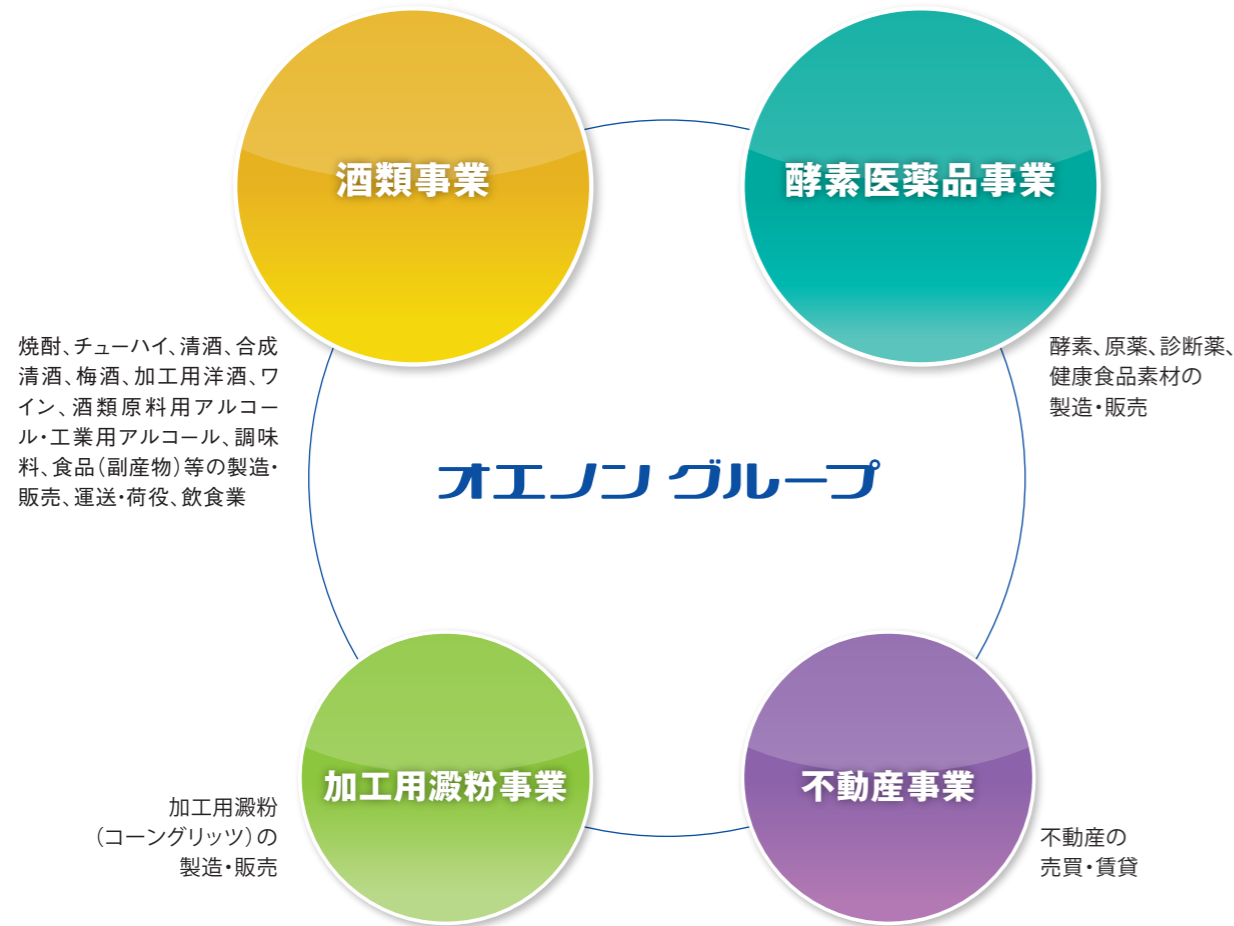 酒類事業
酵素医薬品事業
焼酎、チューハイ、清酒、合成
清酒、梅酒、加工用洋酒、ワ
イン、酒類原料用アルコー
ル・工業用アルコール、調味
料、食品(副産物)等の製造・
販売、運送・荷役、飲食業
酵素、原薬、診断薬、
健康食品素材の
製造・販売
オエノン グループ
加工用澱粉事業
不動産事業
加工用澱粉
(コーングリッツ)の
製造・販売
不動産の
売買・賃貸